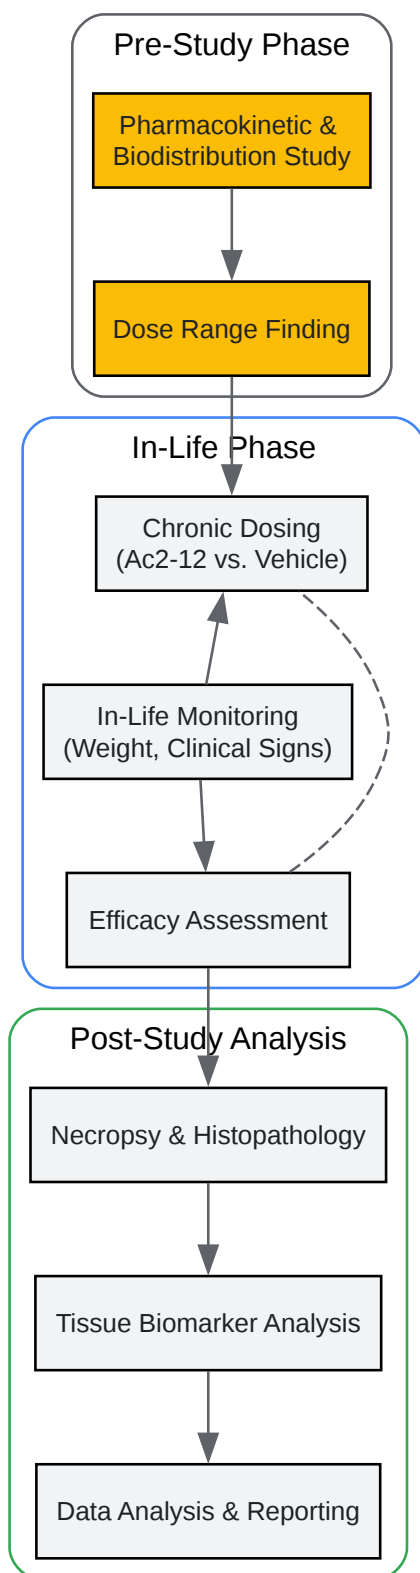 Pre-Study Phase
Pharmacokinetic &
Biodistribution Study
Dose Range Finding
In-Life Phase
Chronic Dosing
(Ac2-12 vs. Vehicle)
In-Life Monitoring
(Weight, Clinical Signs)
Efficacy Assessment
Post-Study Analysis
Necropsy & Histopathology
Tissue Biomarker Analysis
Data Analysis & Reporting